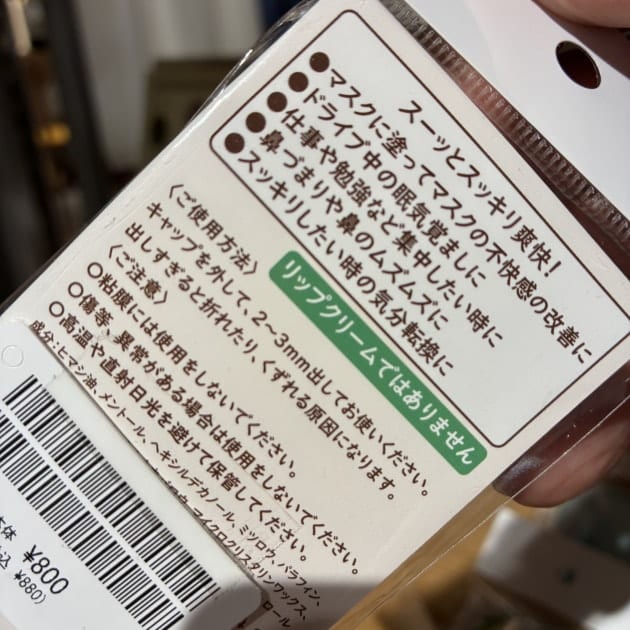 スーッとスッキリ爽快！
●マスクに塗ってマスクの不快感の改善に
●ドライブ中の眠気覚ましに
●仕事や勉強など集中したい時に
●鼻づまりや鼻のムズムズに
●スッキリしたい時の気分転換に
リップクリームではありません
〈ご使用方法〉
キャップを外して、2～3mm出してお使いください。
出しすぎると折れたり、くずれる原因になります。
〈ご注意〉
○粘膜には使用をしないでください。
○傷等、異常がある場合は使用をしないでください。
○高温や直射日光を避けて保管してください。
成分:ヒマシ油、メントール、ヘキシルデカノール、ミツロウ、パラフィン、
マイクロクリスタリンワックス、
ロール
本体 ¥800
¥880)